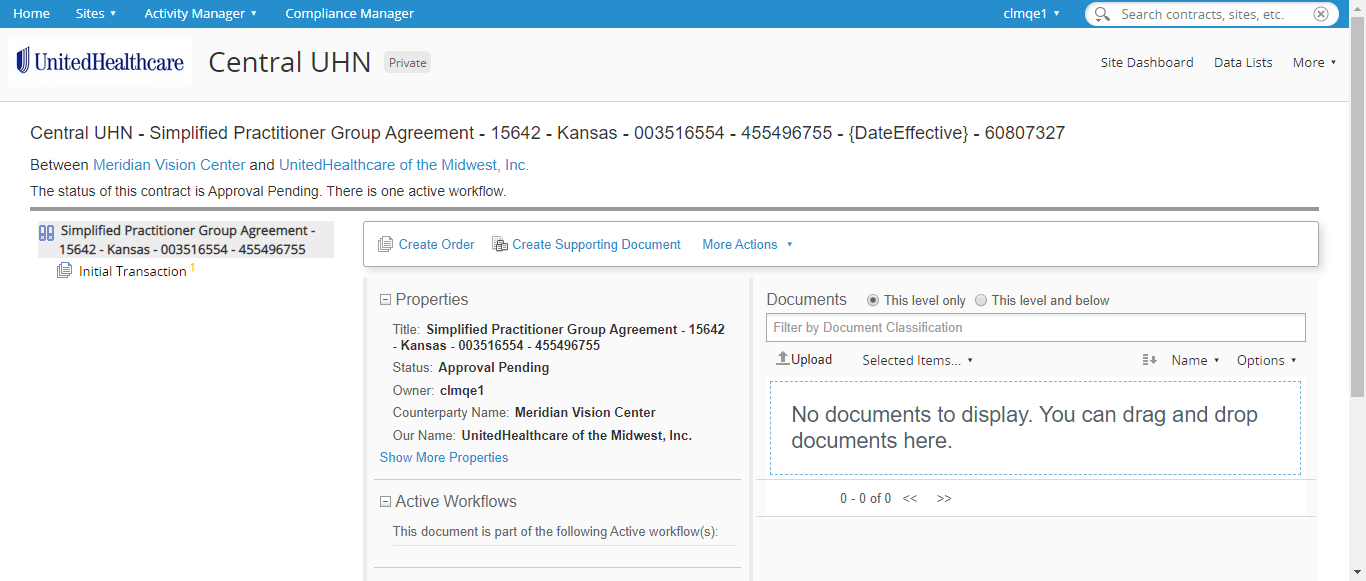 Home Sites Activity Manager Compliance Manager clmqe1 Search contracts, sites, etc.
UnitedHealthcare Central UHN Private Site Dashboard Data Lists More
Central UHN - Simplified Practitioner Group Agreement - 15642 - Kansas - 003516554 - 455496755 - {DateEffective} - 60807327
Between Meridian Vision Center and UnitedHealthcare of the Midwest, Inc.
The status of this contract is Approval Pending. There is one active workflow.
Simplified Practitioner Group Agreement -
15642 - Kansas - 003516554 - 455496755
Initial Transaction 1
Create Order Create Supporting Document More Actions
Properties
Title: Simplified Practitioner Group Agreement - 15642
- Kansas - 003516554 - 455496755
Status: Approval Pending
Owner: clmqe1
Counterparty Name: Meridian Vision Center
Our Name: UnitedHealthcare of the Midwest, Inc.
Show More Properties
Active Workflows
This document is part of the following Active workflow(s):
Documents This level only This level and below
Filter by Document Classification
Upload Selected Items... Name Options
No documents to display. You can drag and drop
documents here.
0 - 0 of 0 << >>